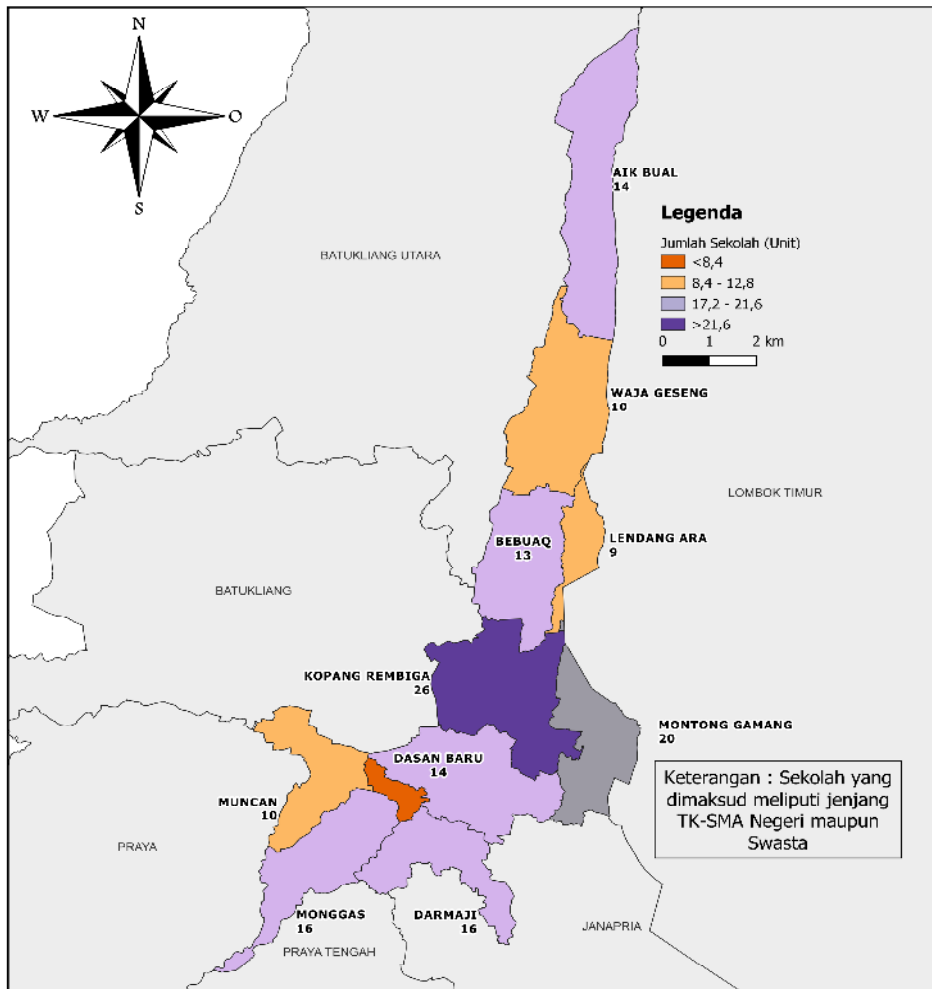 N
W
O
S
AIK BUAL
14
Legenda
Jumlah Sekolah (Unit)
<8,4
8,4 - 12,8
17,2 - 21,6
>21,6
0 1 2 km
BATUKLIANG UTARA
WAJA GESENG
10
LOMBOK TIMUR
BEBUAQ
13
LENDANG ARA
9
BATUKLIANG
KOPANG REMBIGA
26
MONTONG GAMANG
20
DASAN BARU
14
MUNCAN
10
Keterangan : Sekolah yang
dimaksud meliputi jenjang
TK-SMA Negeri maupun
Swasta
PRAYA
MONGGAS
16
DARMAJI
16
JANAPRIA
PRAYA TENGAH